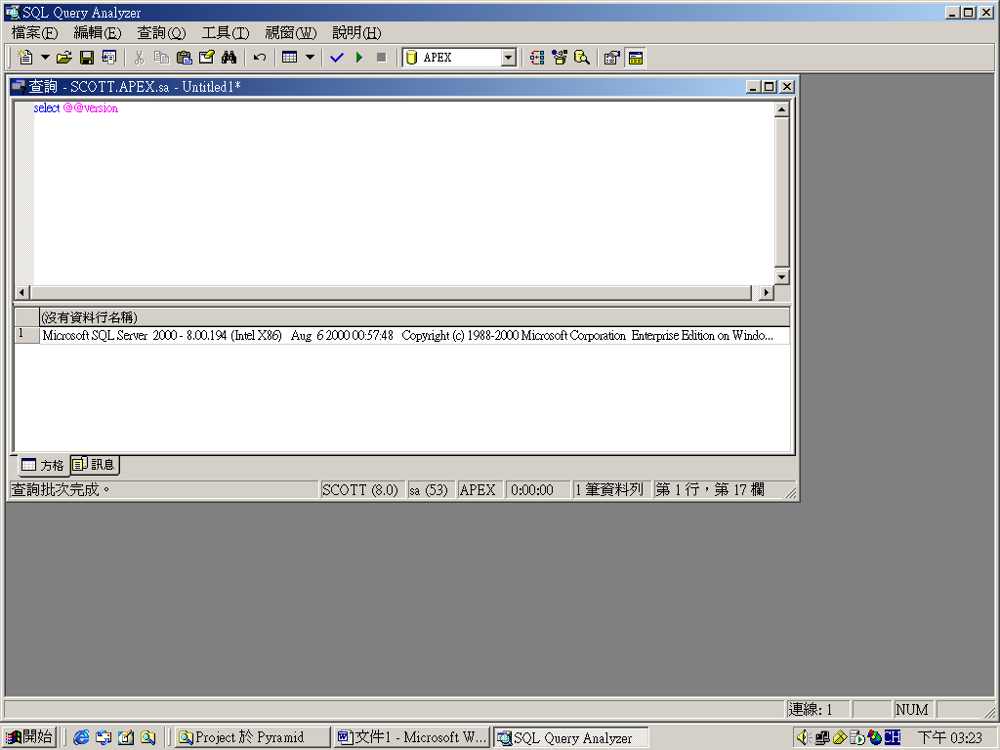 SQL Query Analyzer
檔案(F) 編輯(E) 查詢(Q) 工具(T) 視窗(W) 說明(H)
APEX
查詢 - SCOTT.APEX.sa - Untitled1*
select @@version
(沒有資料行名稱)
1 Microsoft SQL Server 2000 - 8.00.194 (Intel X86) Aug 6 2000 00:57:48 Copyright (c) 1988-2000 Microsoft Corporation Enterprise Edition on Windo...
方格 訊息
查詢批次完成。 SCOTT (8.0) sa (53) APEX 0:00:00 1 筆資料列 第 1 行，第 17 欄
連線: 1 NUM
開始 Project 於 Pyramid 文件1 - Microsoft W... SQL Query Analyzer CH 下午 03:23